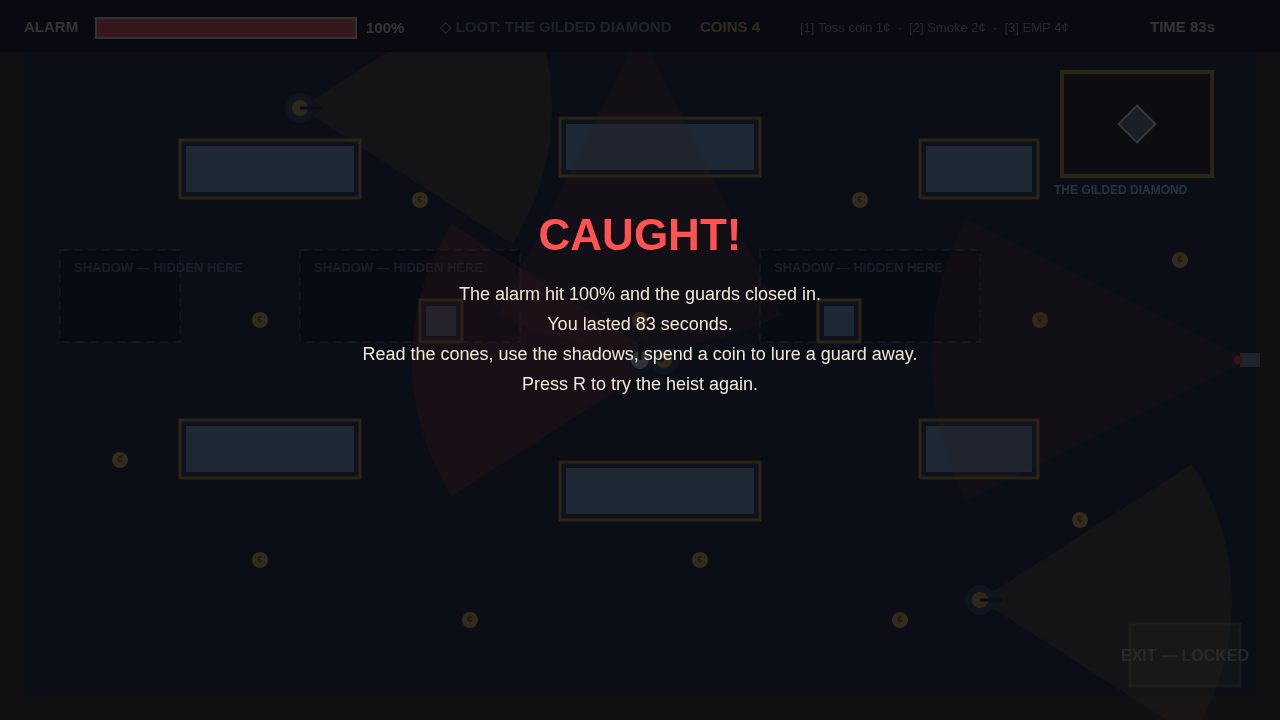 ALARM 100% ◇ LOOT: THE GILDED DIAMOND COINS 4 [1] Toss coin 1¢ · [2] Smoke 2¢ · [3] EMP 4¢ TIME 83s
THE GILDED DIAMOND
¢ ¢
CAUGHT!
¢
SHADOW — HIDDEN HERE SHADOW — HIDDEN HERE SHADOW — HIDDEN HERE
The alarm hit 100% and the guards closed in.
¢ ¢
You lasted 83 seconds.
Read the cones, use the shadows, spend a coin to lure a guard away.
Press R to try the heist again.
¢
¢
¢ ¢
¢ ¢
EXIT — LOCKED